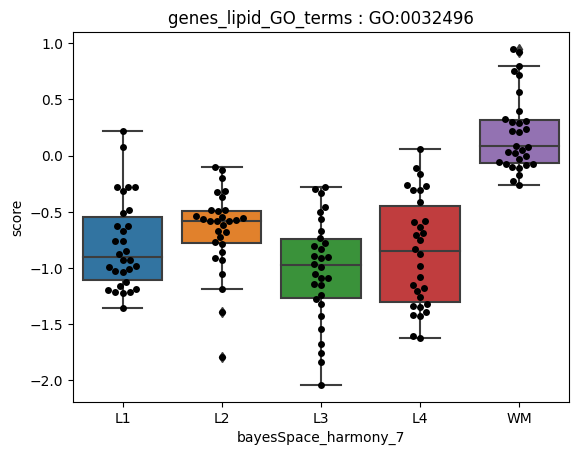 genes_lipid_GO_terms : GO:0032496
1.0
0.5
0.0
−0.5
−1.0
−1.5
−2.0
score
L1 L2 L3 L4 WM
bayesSpace_harmony_7